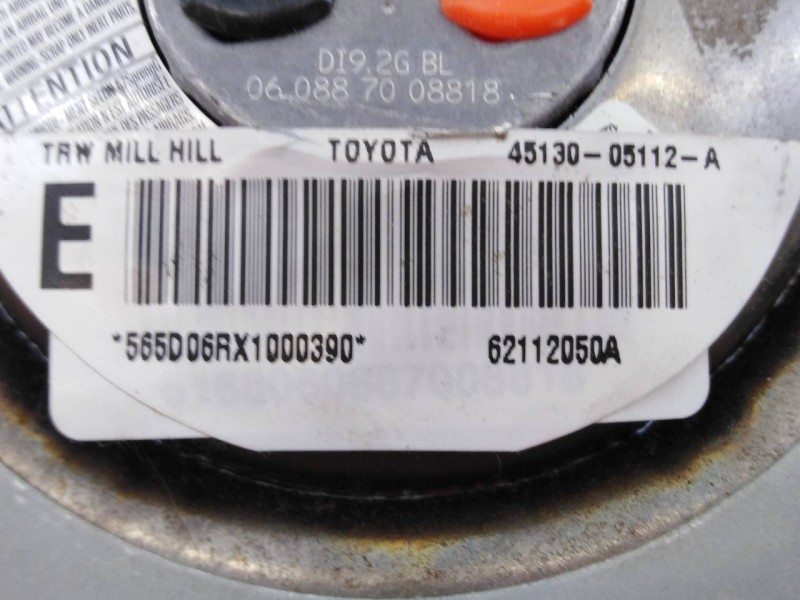 ATTENTION
DI9.2G BL
06 088 70 08818
TRW MILL HILL TOYOTA 45130-05112-A
E
*565D06RX1000390* 62112050A